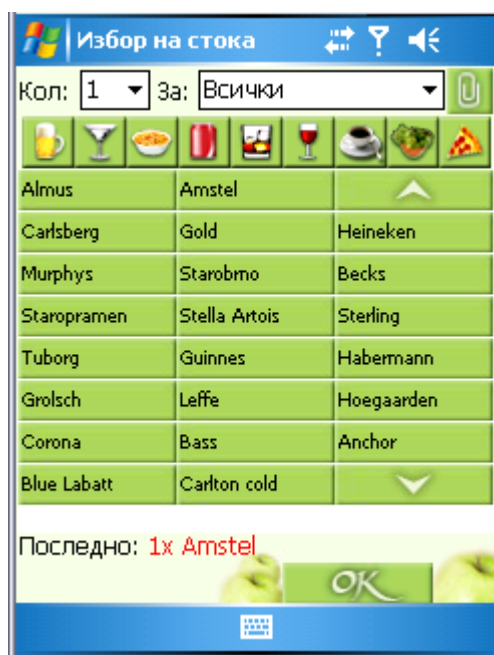 Избор на стока
Кол: 1 За: Всички
Almus Amstel
Carlsberg Gold Heineken
Murphys Starobrno Becks
Staropramen Stella Artois Sterling
Tuborg Guinnes Habermann
Grolsch Leffe Hoegaarden
Corona Bass Anchor
Blue Labatt Carlton cold
Последно: 1x Amstel
OK